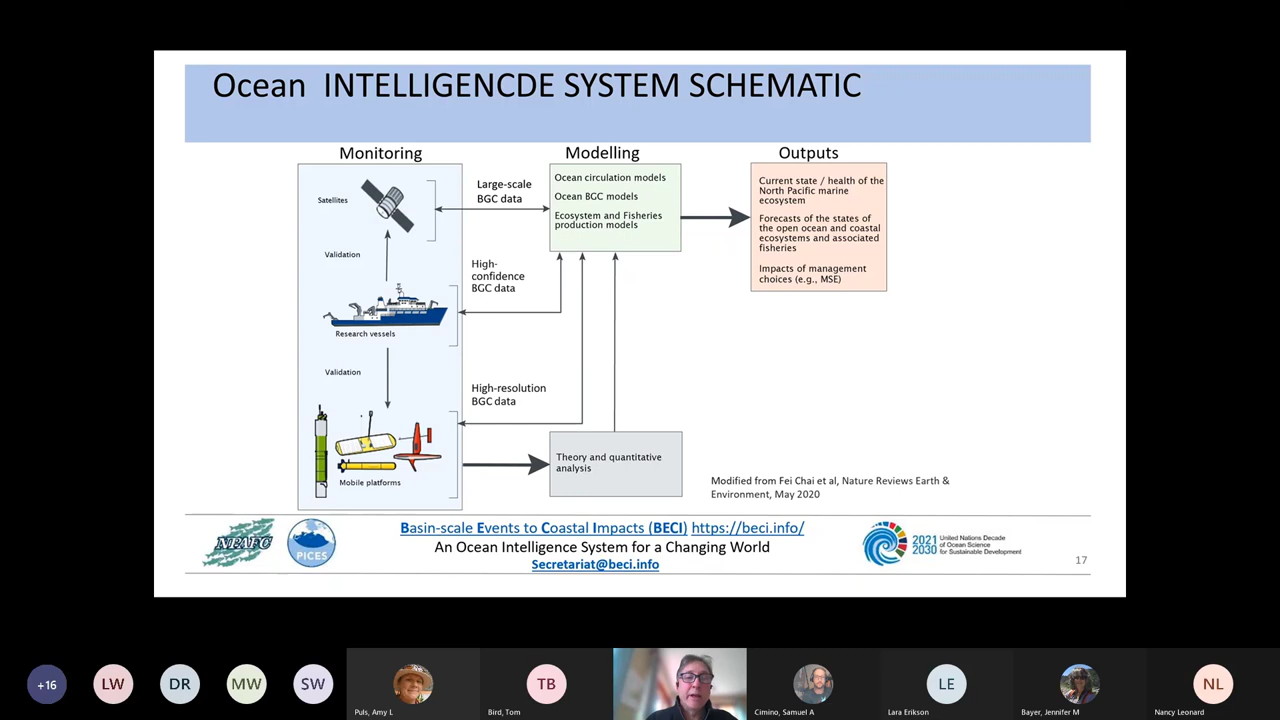 Ocean INTELLIGENCDE SYSTEM SCHEMATIC
Monitoring
Modelling
Outputs
Satellites
Validation
Research vessels
Validation
Mobile platforms
Large-scale
BGC data
High-
confidence
BGC data
High-resolution
BGC data
Ocean circulation models
Ocean BGC models
Ecosystem and Fisheries
production models
Theory and quantitative
analysis
Current state / health of the
North Pacific marine
ecosystem
Forecasts of the states of
the open ocean and coastal
ecosystems and associated
fisheries
Impacts of management
choices (e.g., MSE)
Modified from Fei Chai et al, Nature Reviews Earth &
Environment, May 2020
NPAFC
PICES
Basin-scale Events to Coastal Impacts (BECI) https://beci.info/
An Ocean Intelligence System for a Changing World
Secretariat@beci.info
2021
2030
United Nations Decade
of Ocean Science
for Sustainable Development
17
+16
LW
DR
MW
SW
Puls, Amy L
TB
Bird, Tom
Cimino, Samuel A
LE
Lara Erikson
Bayer, Jennifer M
NL
Nancy Leonard